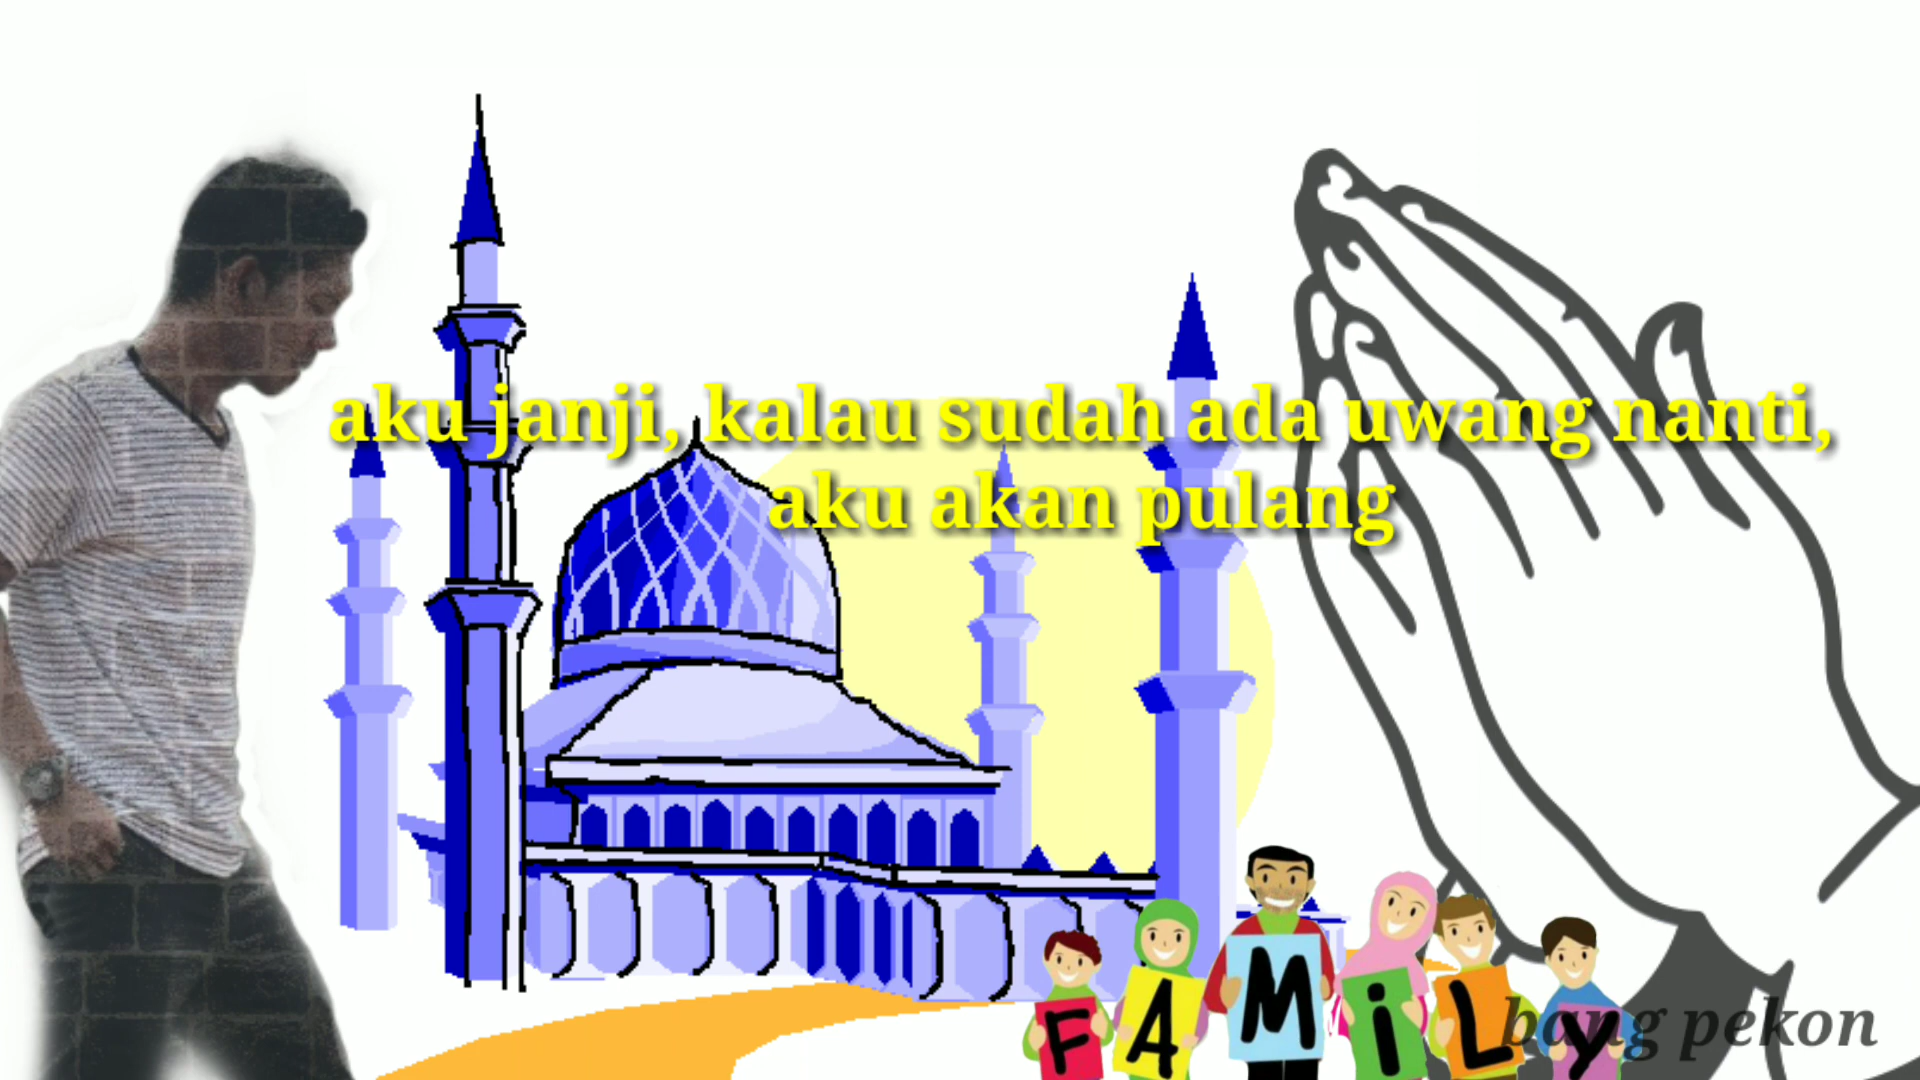 aku janji, kalau sudah ada uwang nanti,
aku akan pulang
FAMiLY
bang pekon